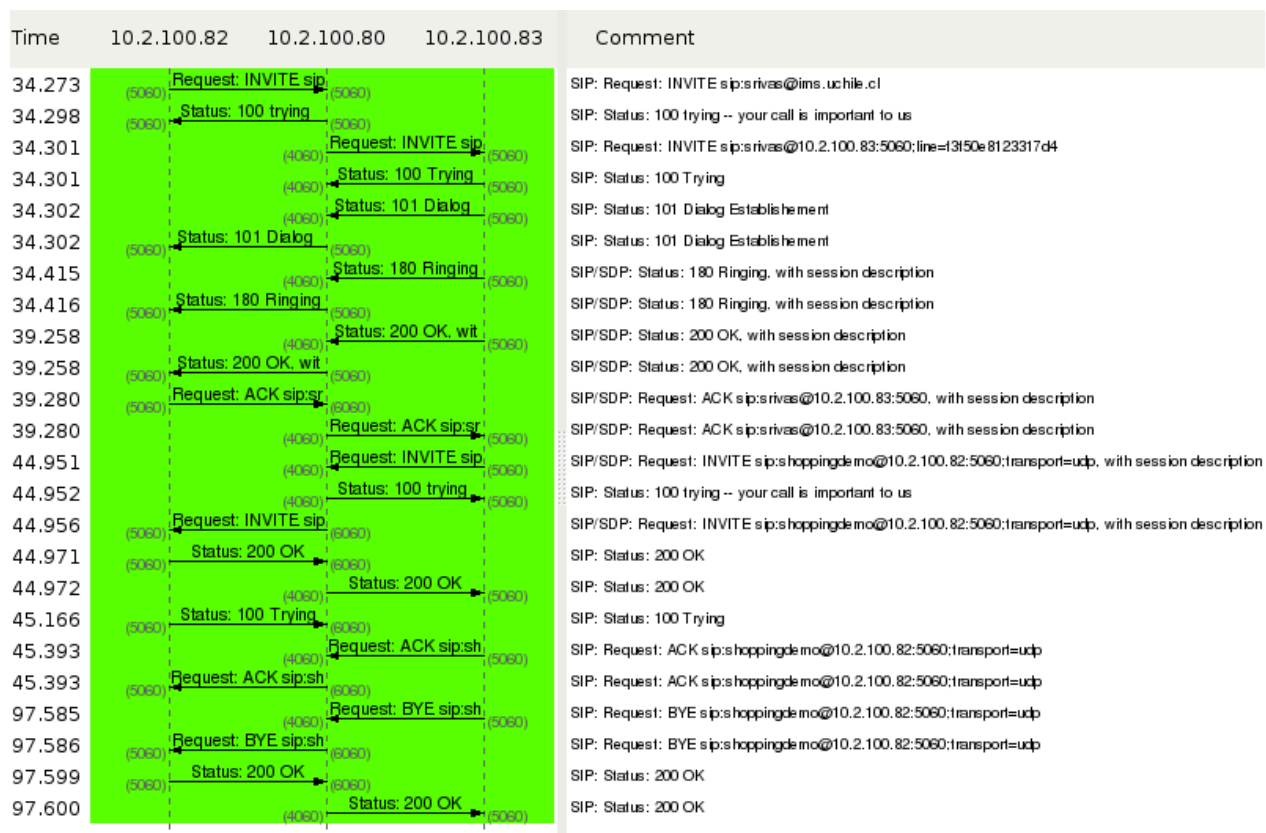 Time 10.2.100.82 10.2.100.80 10.2.100.83 Comment
34.273 (5060) Request: INVITE sip (5060) SIP: Request: INVITE sip:srivas@ims.uchile.cl
34.298 (5060) Status: 100 trying (5060) SIP: Status: 100 trying -- your call is important to us
34.301 (4060) Request: INVITE sip (5060) SIP: Request: INVITE sip:srivas@10.2.100.83:5060;line=f3f50e8123317d4
34.301 (4060) Status: 100 Trying (5060) SIP: Status: 100 Trying
34.302 (4060) Status: 101 Dialog (5060) SIP: Status: 101 Dialog Establishement
34.302 (5060) Status: 101 Dialog (5060) SIP: Status: 101 Dialog Establishement
34.415 (4060) Status: 180 Ringing (5060) SIP/SDP: Status: 180 Ringing, with session description
34.416 (5060) Status: 180 Ringing (5060) SIP/SDP: Status: 180 Ringing, with session description
39.258 (4060) Status: 200 OK, wit (5060) SIP/SDP: Status: 200 OK, with session description
39.258 (5060) Status: 200 OK, wit (5060) SIP/SDP: Status: 200 OK, with session description
39.280 (5060) Request: ACK sip:sr (6060) SIP/SDP: Request: ACK sip:srivas@10.2.100.83:5060, with session description
39.280 (4060) Request: ACK sip:sr (5060) SIP/SDP: Request: ACK sip:srivas@10.2.100.83:5060, with session description
44.951 (4060) Request: INVITE sip (5060) SIP/SDP: Request: INVITE sip:shoppingdemo@10.2.100.82:5060;transport=udp, with session description
44.952 (4060) Status: 100 trying (5060) SIP: Status: 100 trying -- your call is important to us
44.956 (5060) Request: INVITE sip (6060) SIP/SDP: Request: INVITE sip:shoppingdemo@10.2.100.82:5060;transport=udp, with session description
44.971 (5060) Status: 200 OK (6060) SIP: Status: 200 OK
44.972 (4060) Status: 200 OK (5060) SIP: Status: 200 OK
45.166 (5060) Status: 100 Trying (6060) SIP: Status: 100 Trying
45.393 (4060) Request: ACK sip:sh (5060) SIP: Request: ACK sip:shoppingdemo@10.2.100.82:5060;transport=udp
45.393 (5060) Request: ACK sip:sh (6060) SIP: Request: ACK sip:shoppingdemo@10.2.100.82:5060;transport=udp
97.585 (4060) Request: BYE sip:sh (5060) SIP: Request: BYE sip:shoppingdemo@10.2.100.82:5060;transport=udp
97.586 (5060) Request: BYE sip:sh (6060) SIP: Request: BYE sip:shoppingdemo@10.2.100.82:5060;transport=udp
97.599 (5060) Status: 200 OK (6060) SIP: Status: 200 OK
97.600 (4060) Status: 200 OK (5060) SIP: Status: 200 OK